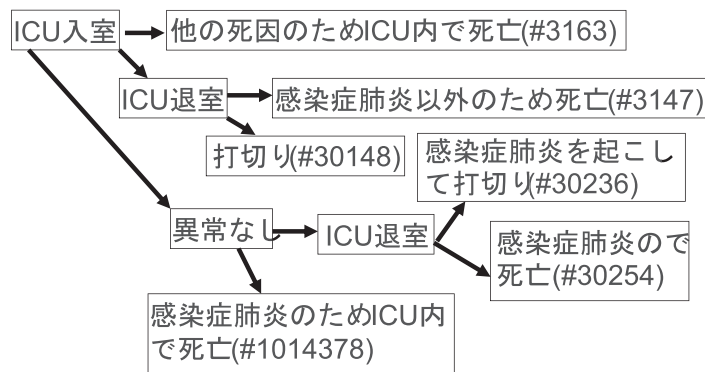 ICU入室
他の死因のためICU内で死亡(#3163)
ICU退室
感染症肺炎以外のため死亡(#3147)
打切り(#30148)
感染症肺炎を起こし
て打切り(#30236)
異常なし
ICU退室
感染症肺炎ので
死亡(#30254)
感染症肺炎のためICU内
で死亡(#1014378)